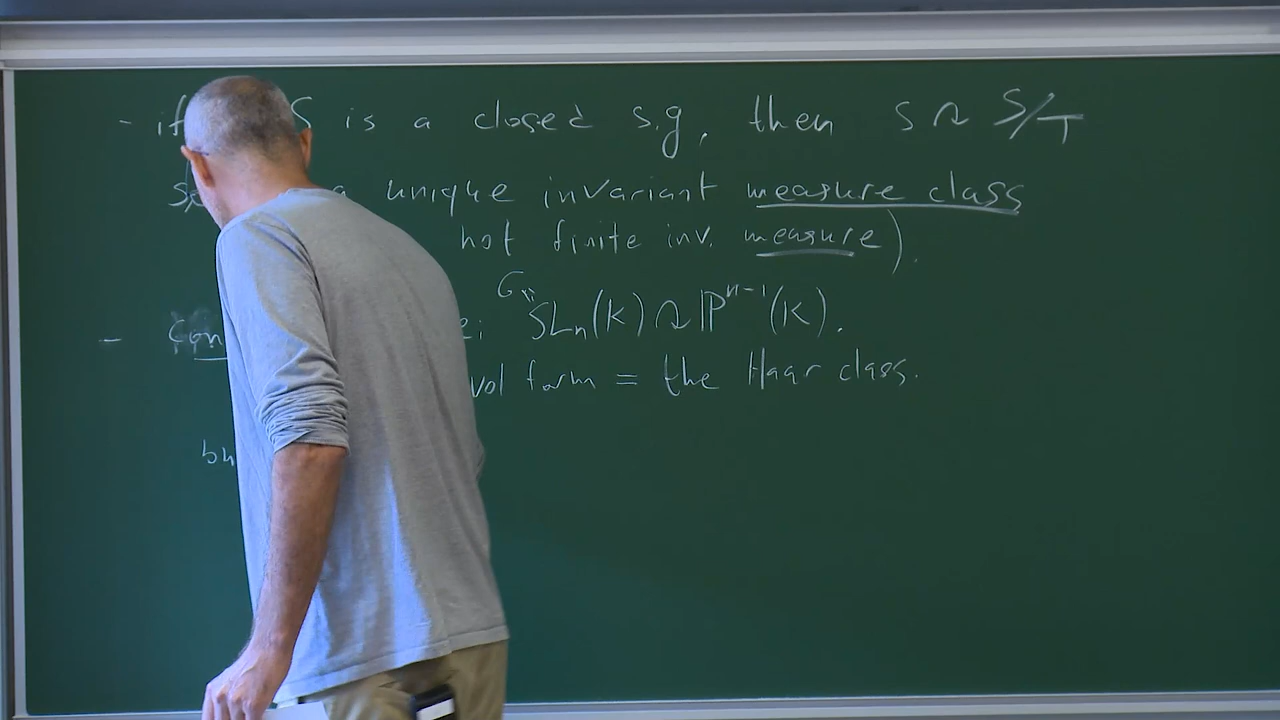 - if S is a closed s.g, then S ↷ S/T
a unique invariant measure class
not finite inv. measure).
- SLn(K) ↷ ℙⁿ⁻¹(K).
G
vol form = the Haar class.